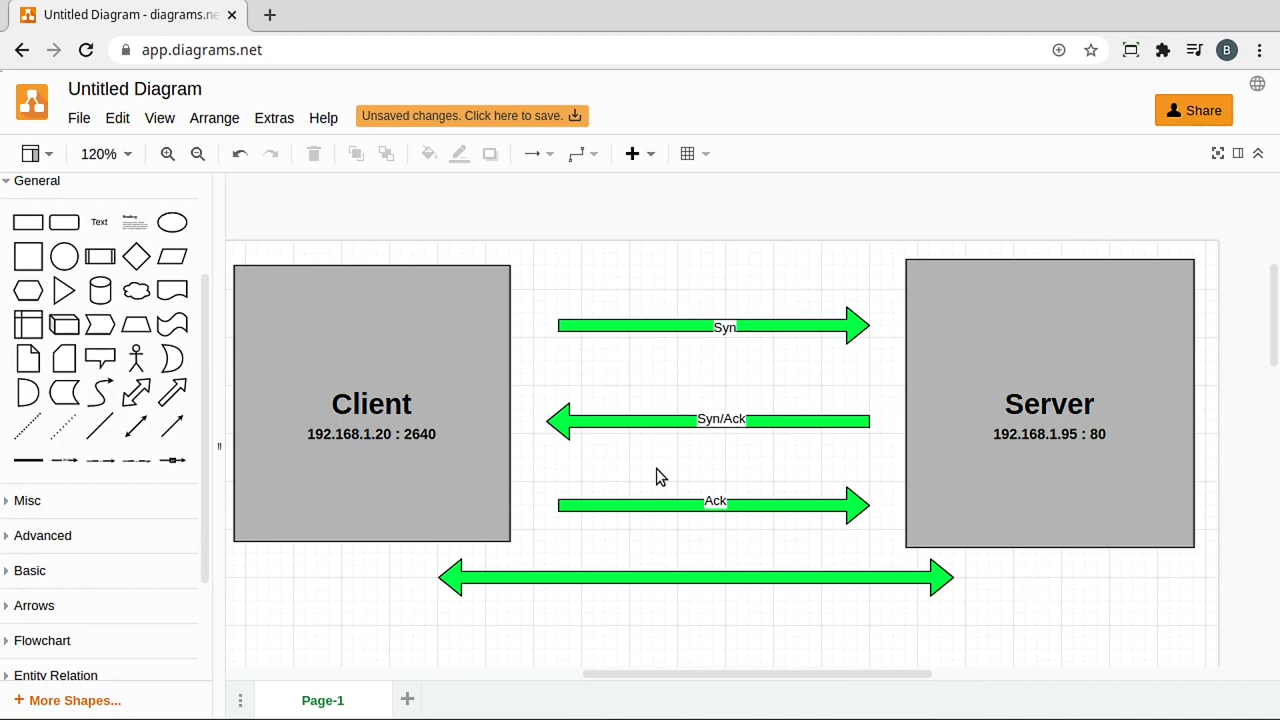 Untitled Diagram - diagrams.ne
app.diagrams.net
B
Untitled Diagram
File Edit View Arrange Extras Help
Unsaved changes. Click here to save.
Share
120%
General
Text
Heading
Misc
Advanced
Basic
Arrows
Flowchart
Entity Relation
+ More Shapes...
Client
192.168.1.20 : 2640
Syn
Syn/Ack
Ack
Server
192.168.1.95 : 80
Page-1